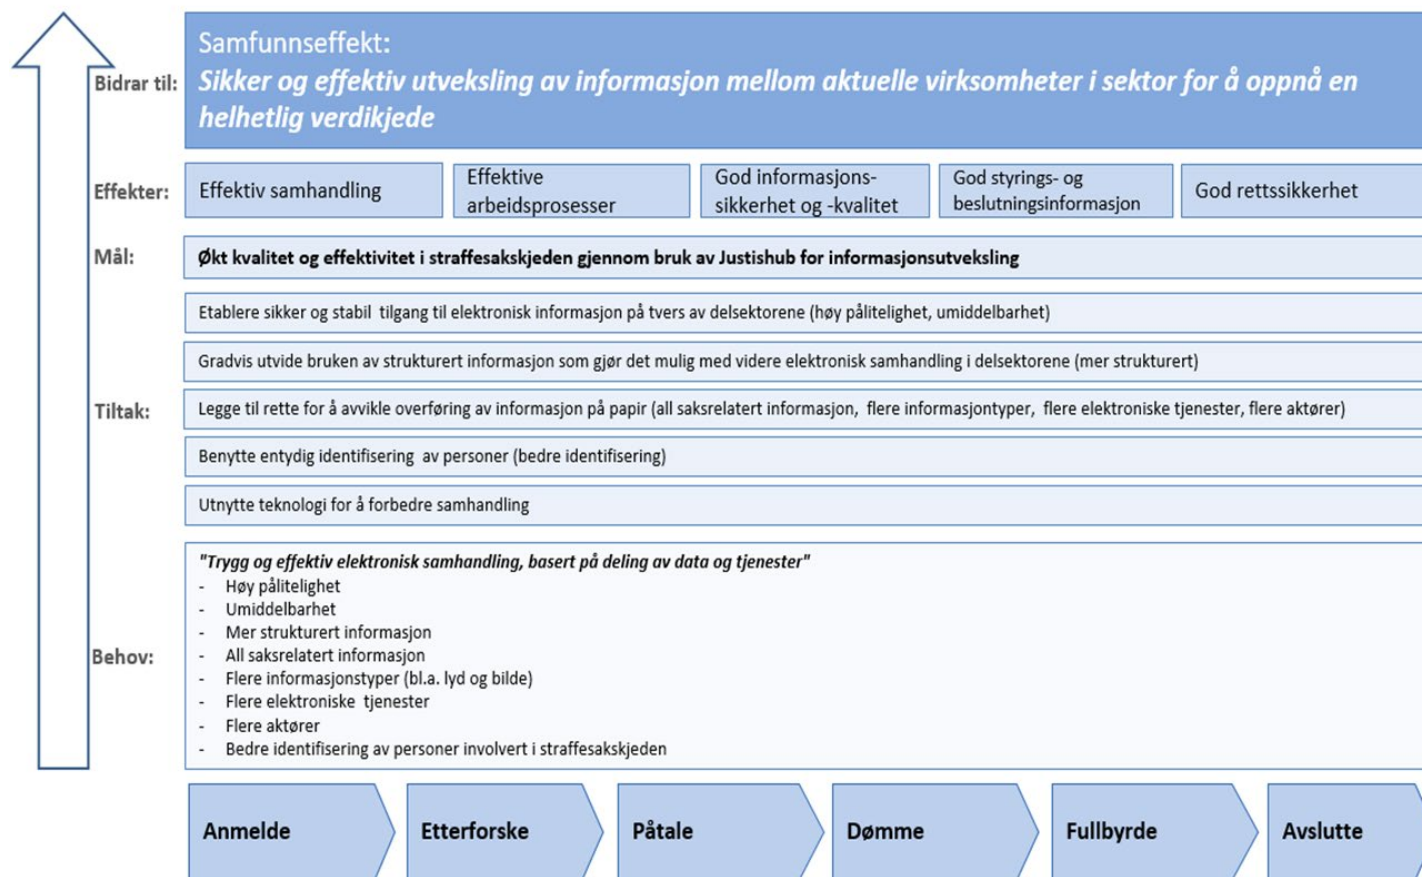 Samfunnseffekt:
Bidrar til:
Sikker og effektiv utveksling av informasjon mellom aktuelle virksomheter i sektor for å oppnå en
helhetlig verdikjede
Effekter:
Effektiv samhandling
Effektive
arbeidsprosesser
God informasjons-
sikkerhet og -kvalitet
God styrings- og
beslutningsinformasjon
God rettssikkerhet
Mål:
Økt kvalitet og effektivitet i straffesakskjeden gjennom bruk av Justishub for informasjonsutveksling
Etablere sikker og stabil tilgang til elektronisk informasjon på tvers av delsektorene (høy pålitelighet, umiddelbarhet)
Gradvis utvide bruken av strukturert informasjon som gjør det mulig med videre elektronisk samhandling i delsektorene (mer strukturert)
Tiltak:
Legge til rette for å avvikle overføring av informasjon på papir (all saksrelatert informasjon, flere informasjontyper, flere elektroniske tjenester, flere aktører)
Benytte entydig identifisering av personer (bedre identifisering)
Utnytte teknologi for å forbedre samhandling
"Trygg og effektiv elektronisk samhandling, basert på deling av data og tjenester"
- Høy pålitelighet
- Umiddelbarhet
- Mer strukturert informasjon
Behov:
- All saksrelatert informasjon
- Flere informasjonstyper (bl.a. lyd og bilde)
- Flere elektroniske tjenester
- Flere aktører
- Bedre identifisering av personer involvert i straffesakskjeden
Anmelde
Etterforske
Påtale
Dømme
Fullbyrde
Avslutte